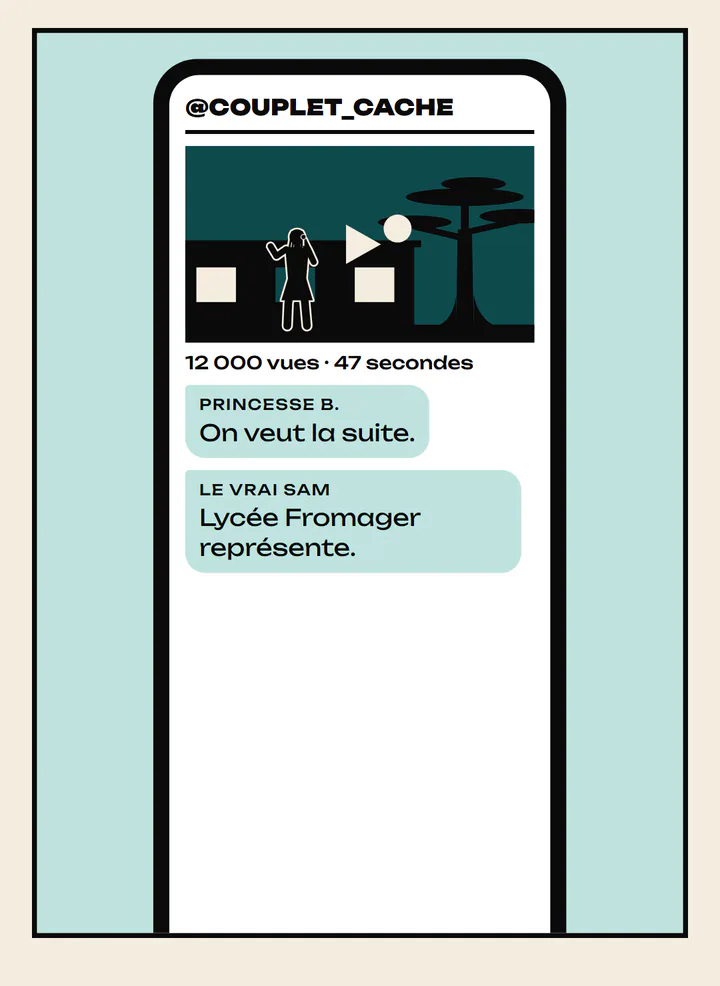 @COUPLET_CACHE
12 000 vues · 47 secondes
PRINCESSE B.
On veut la suite.
LE VRAI SAM
Lycée Fromager
représente.